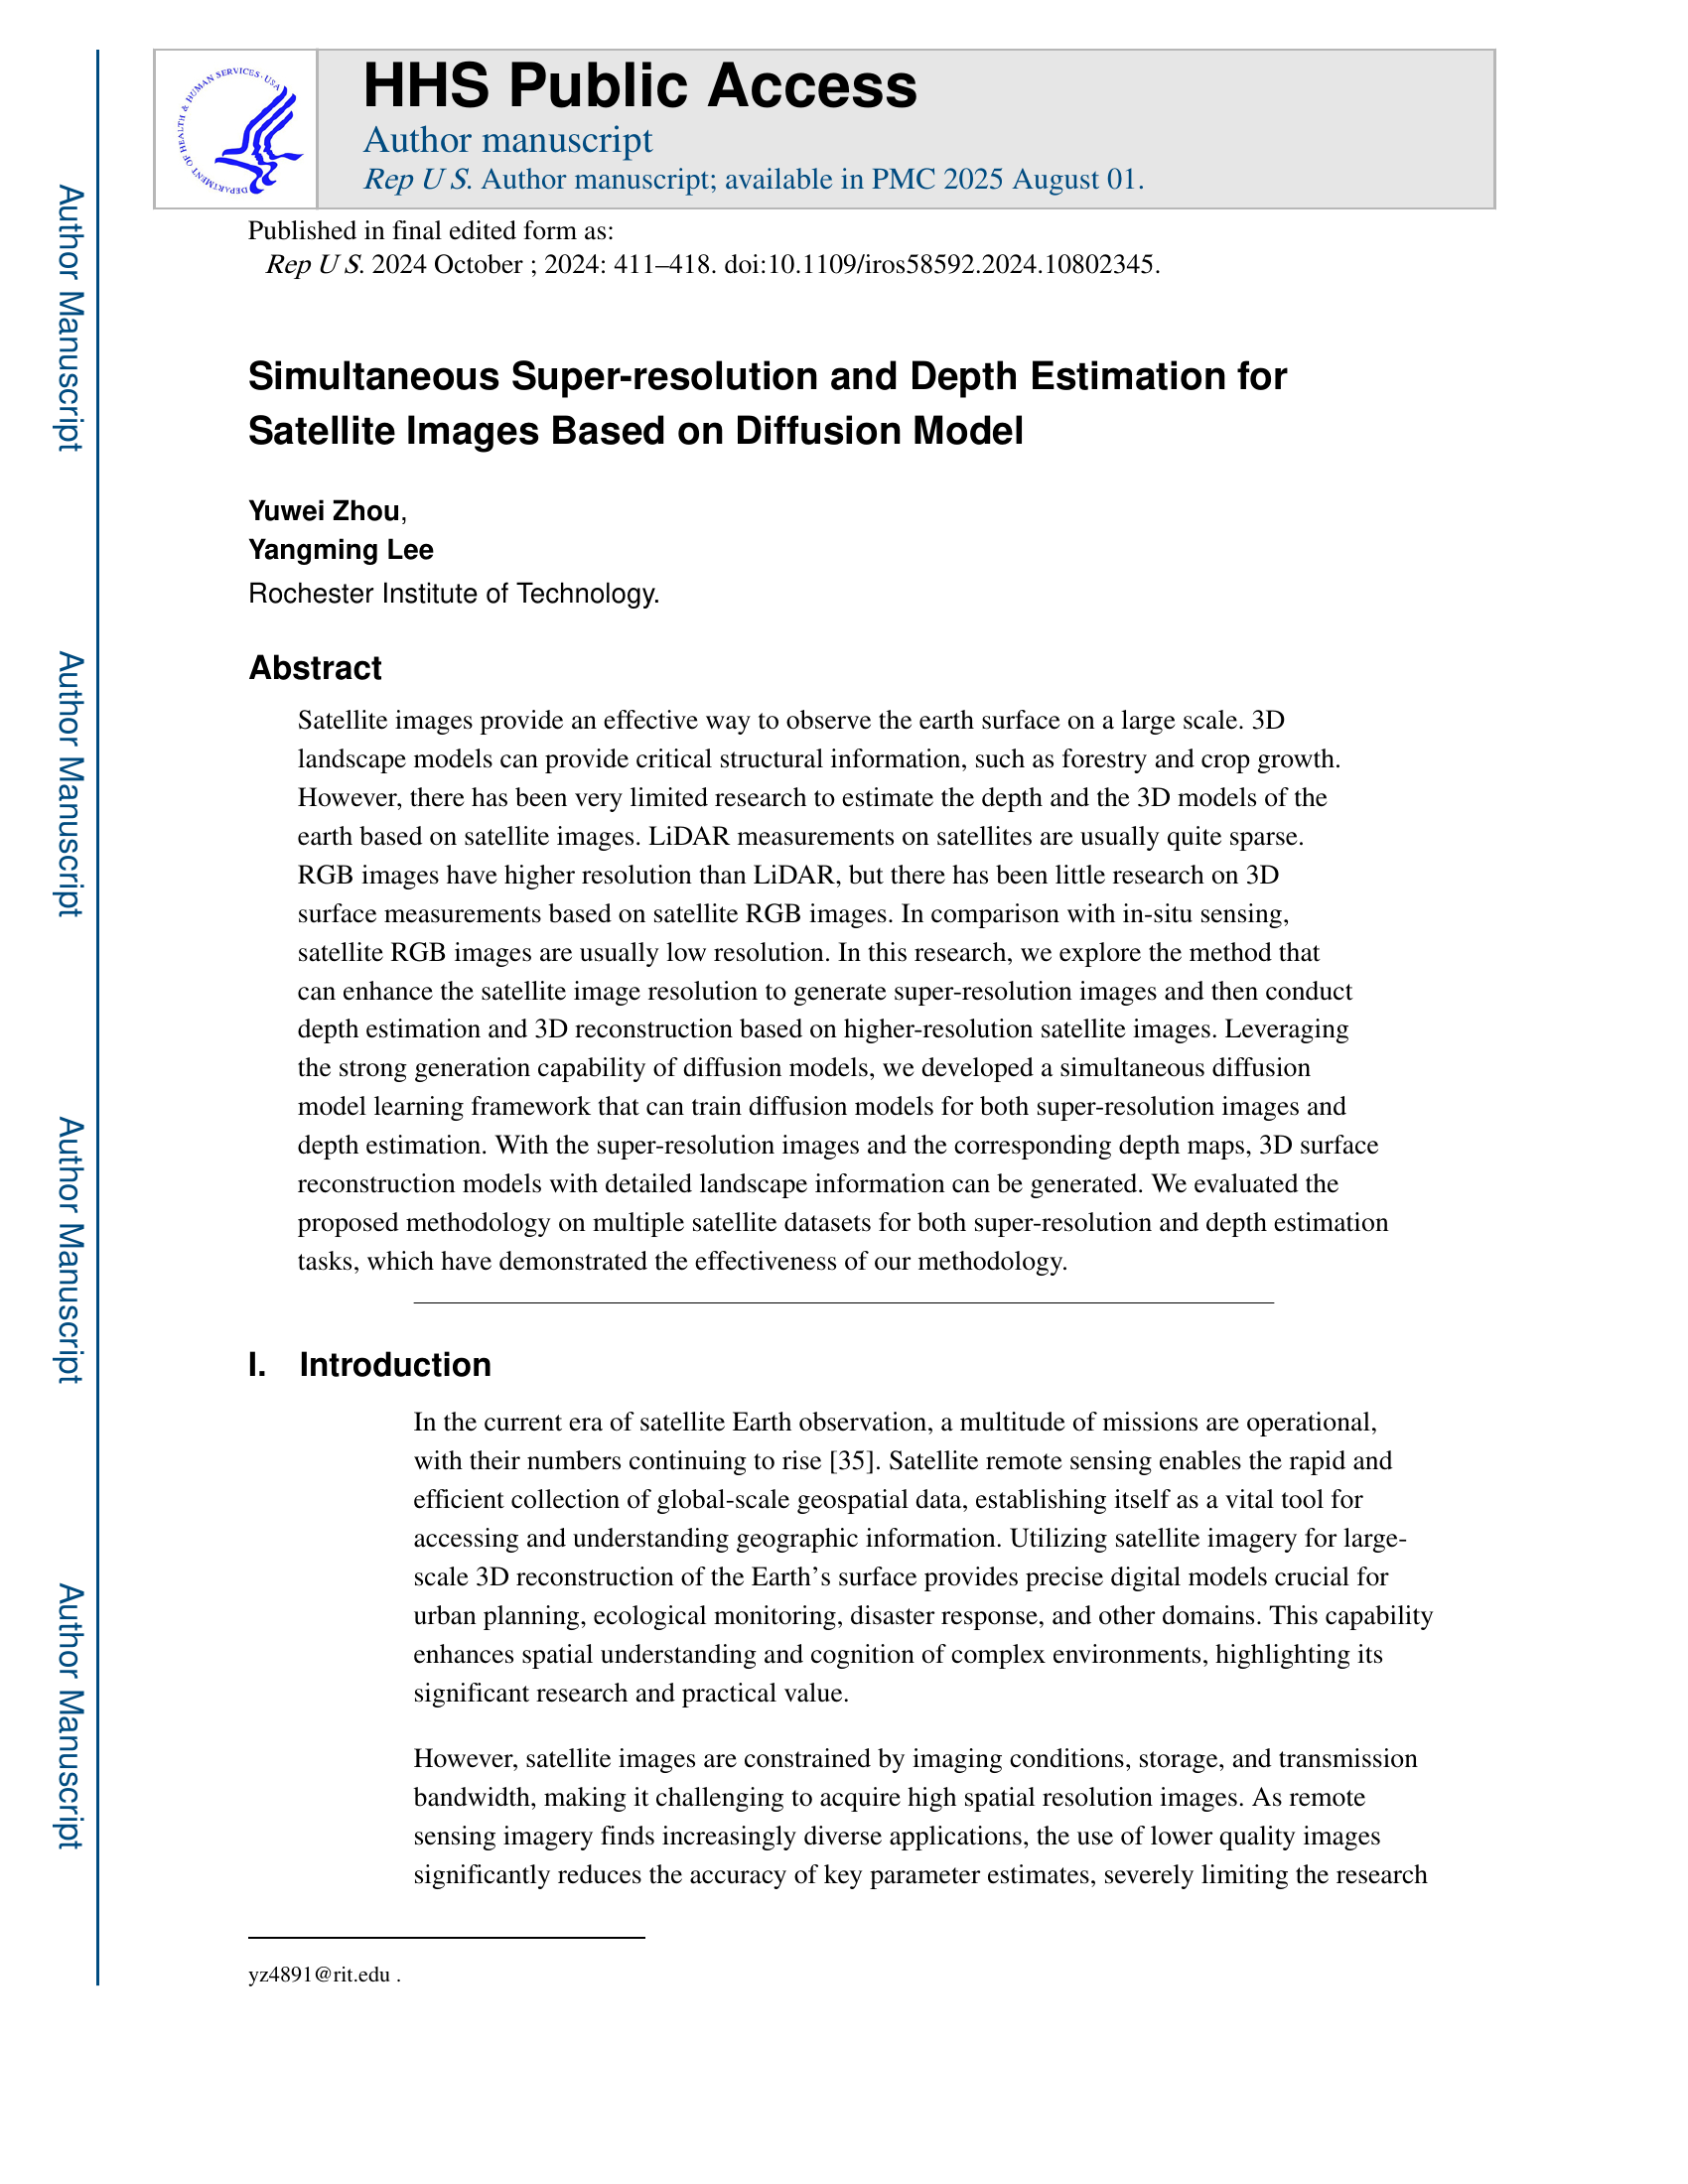 DEPARTMENT OF HEALTH & HUMAN SERVICES · USA
HHS Public Access
Author manuscript
Rep U S. Author manuscript; available in PMC 2025 August 01.
Published in final edited form as:
Rep U S. 2024 October ; 2024: 411–418. doi:10.1109/iros58592.2024.10802345.
Simultaneous Super-resolution and Depth Estimation for
Satellite Images Based on Diffusion Model
Yuwei Zhou,
Yangming Lee
Rochester Institute of Technology.
Abstract
Satellite images provide an effective way to observe the earth surface on a large scale. 3D
landscape models can provide critical structural information, such as forestry and crop growth.
However, there has been very limited research to estimate the depth and the 3D models of the
earth based on satellite images. LiDAR measurements on satellites are usually quite sparse.
RGB images have higher resolution than LiDAR, but there has been little research on 3D
surface measurements based on satellite RGB images. In comparison with in-situ sensing,
satellite RGB images are usually low resolution. In this research, we explore the method that
can enhance the satellite image resolution to generate super-resolution images and then conduct
depth estimation and 3D reconstruction based on higher-resolution satellite images. Leveraging
the strong generation capability of diffusion models, we developed a simultaneous diffusion
model learning framework that can train diffusion models for both super-resolution images and
depth estimation. With the super-resolution images and the corresponding depth maps, 3D surface
reconstruction models with detailed landscape information can be generated. We evaluated the
proposed methodology on multiple satellite datasets for both super-resolution and depth estimation
tasks, which have demonstrated the effectiveness of our methodology.
I. Introduction
In the current era of satellite Earth observation, a multitude of missions are operational,
with their numbers continuing to rise [35]. Satellite remote sensing enables the rapid and
efficient collection of global-scale geospatial data, establishing itself as a vital tool for
accessing and understanding geographic information. Utilizing satellite imagery for large-
scale 3D reconstruction of the Earth's surface provides precise digital models crucial for
urban planning, ecological monitoring, disaster response, and other domains. This capability
enhances spatial understanding and cognition of complex environments, highlighting its
significant research and practical value.
However, satellite images are constrained by imaging conditions, storage, and transmission
bandwidth, making it challenging to acquire high spatial resolution images. As remote
sensing imagery finds increasingly diverse applications, the use of lower quality images
significantly reduces the accuracy of key parameter estimates, severely limiting the research
yz4891@rit.edu .
Author Manuscript
Author Manuscript
Author Manuscript
Author Manuscript